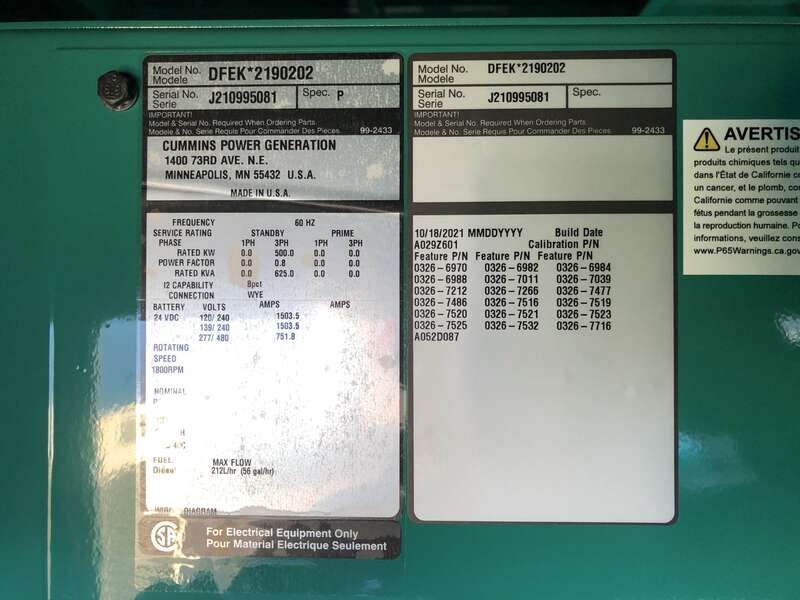 Model No. DFEK*2190202
Modele
Serial No. J210995081 Spec. P
Serie
IMPORTANT!
Model & Serial No. Required When Ordering Parts.
Modele & No. Serie Requis Pour Commander Des Pieces 99-2433
CUMMINS POWER GENERATION
1400 73RD AVE. N.E.
MINNEAPOLIS, MN 55432 U.S.A.
MADE IN U.S.A.
FREQUENCY 60 HZ
SERVICE RATING STANDBY PRIME
PHASE 1PH 3PH 1PH 3PH
RATED KW 0.0 500.0 0.0 0.0
POWER FACTOR 0.0 0.8 0.0 0.0
RATED KVA 0.0 625.0 0.0 0.0
I2 CAPABILITY 8pct
CONNECTION WYE
BATTERY VOLTS AMPS AMPS
24 VDC 120/240 1503.5
139/240 1503.5
277/480 751.8
ROTATING
SPEED
1800RPM
NOMINAL
FUEL MAX FLOW
Diésel 212L/hr (56 gal/hr)
WIRE DIAGRAM
SA
For Electrical Equipment Only
Pour Material Electrique Seulement
Model No. DFEK*2190202
Modele
Serial No. J210995081 Spec.
Serie
IMPORTANT!
Model & Serial No. Required When Ordering Parts.
Modele & No. Serie Requis Pour Commander Des Pieces 99-2433
10/18/2021 MMDDYYYY Build Date
A029Z601 Calibration P/N
Feature P/N Feature P/N Feature P/N
0326-6970 0326-6982 0326-6984
0326-6988 0326-7011 0326-7039
0326-7212 0326-7266 0326-7477
0326-7486 0326-7516 0326-7519
0326-7520 0326-7521 0326-7523
0326-7525 0326-7532 0326-7716
A052D087
AVERTIS
Le présent produit
produits chimiques tels qu
dans l'État de Californie c
un cancer, et le plomb, co
Californie comme pouvant
fétus pendant la grossesse
la reproduction humaine. Po
informations, veuillez cons
www.P65Warnings.ca.gov